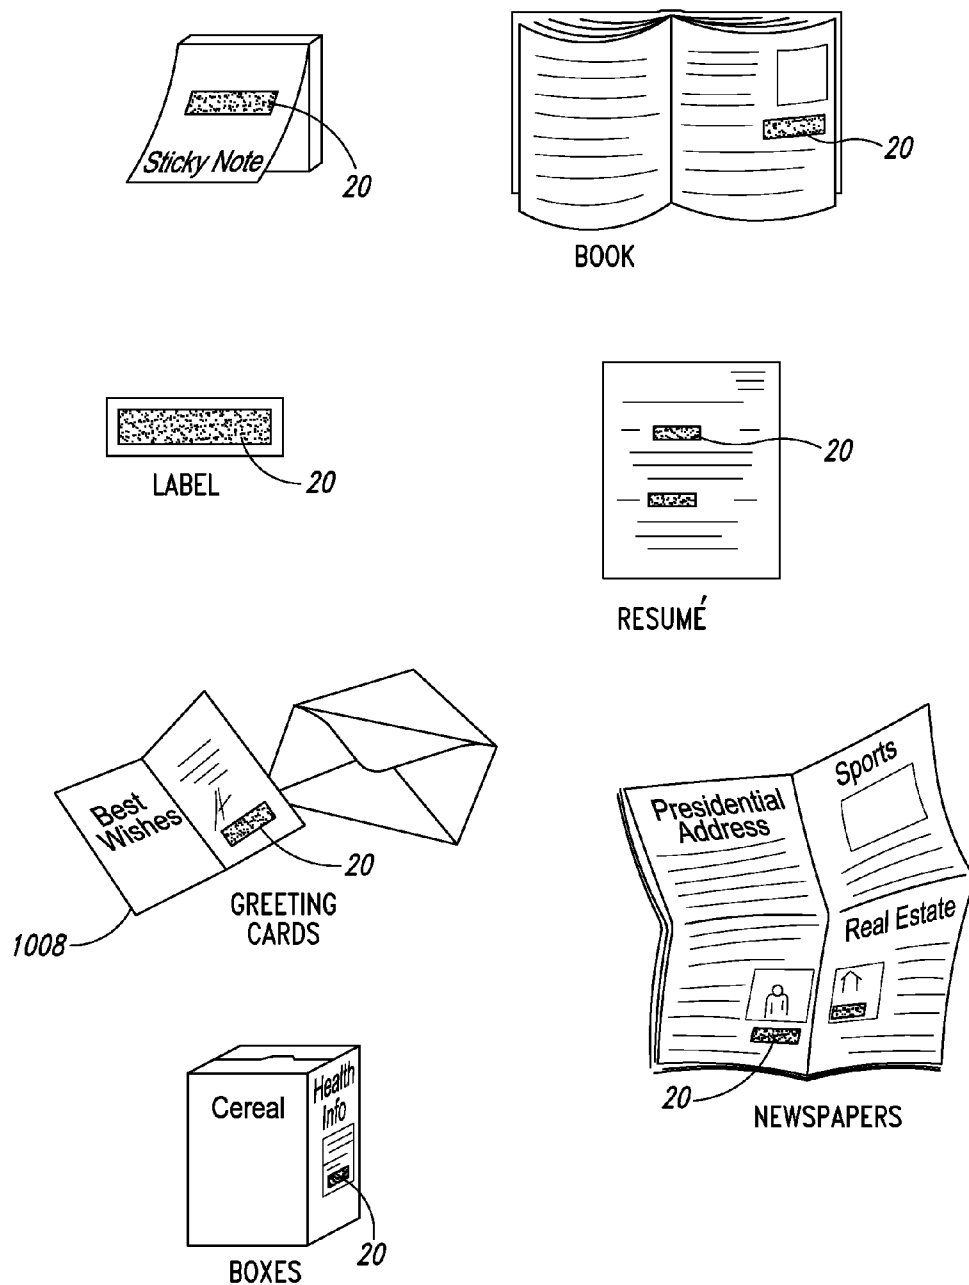 Sticky Note
20
20
BOOK
20
LABEL
20
RESUMÉ
Best
Wishes
20
1008
GREETING
CARDS
Presidential
Address
Sports
Real Estate
20
NEWSPAPERS
Cereal
Health
Info
20
BOXES